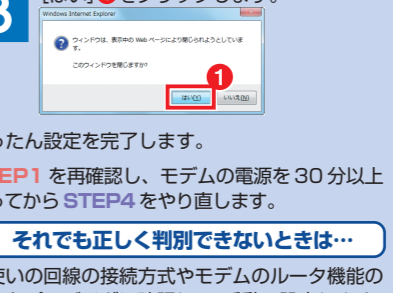 3
[はい]❶をクリックします。
Windows Internet Explorer
ウィンドウは、表示中の Web ページにより閉じられようとしていま
す。
このウィンドウを閉じますか?
1
はい(Y)
いいえ(N)
ったん設定を完了します。
EP1 を再確認し、モデムの電源を 30 分以上
ってから STEP4 をやり直します。
それでも正しく判別できないときは…
使いの回線の接続方式やモデムのルータ機能の